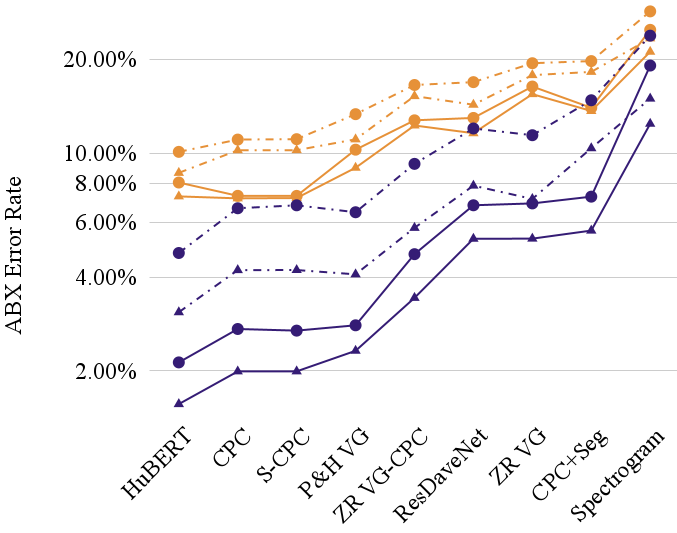 20.00%
10.00%
8.00%
6.00%
4.00%
2.00%
ABX Error Rate
HuBERT
CPC
S-CPC
P&H VG
ZR VG-CPC
ResDaveNet
ZR VG
CPC+Seg
Spectrogram